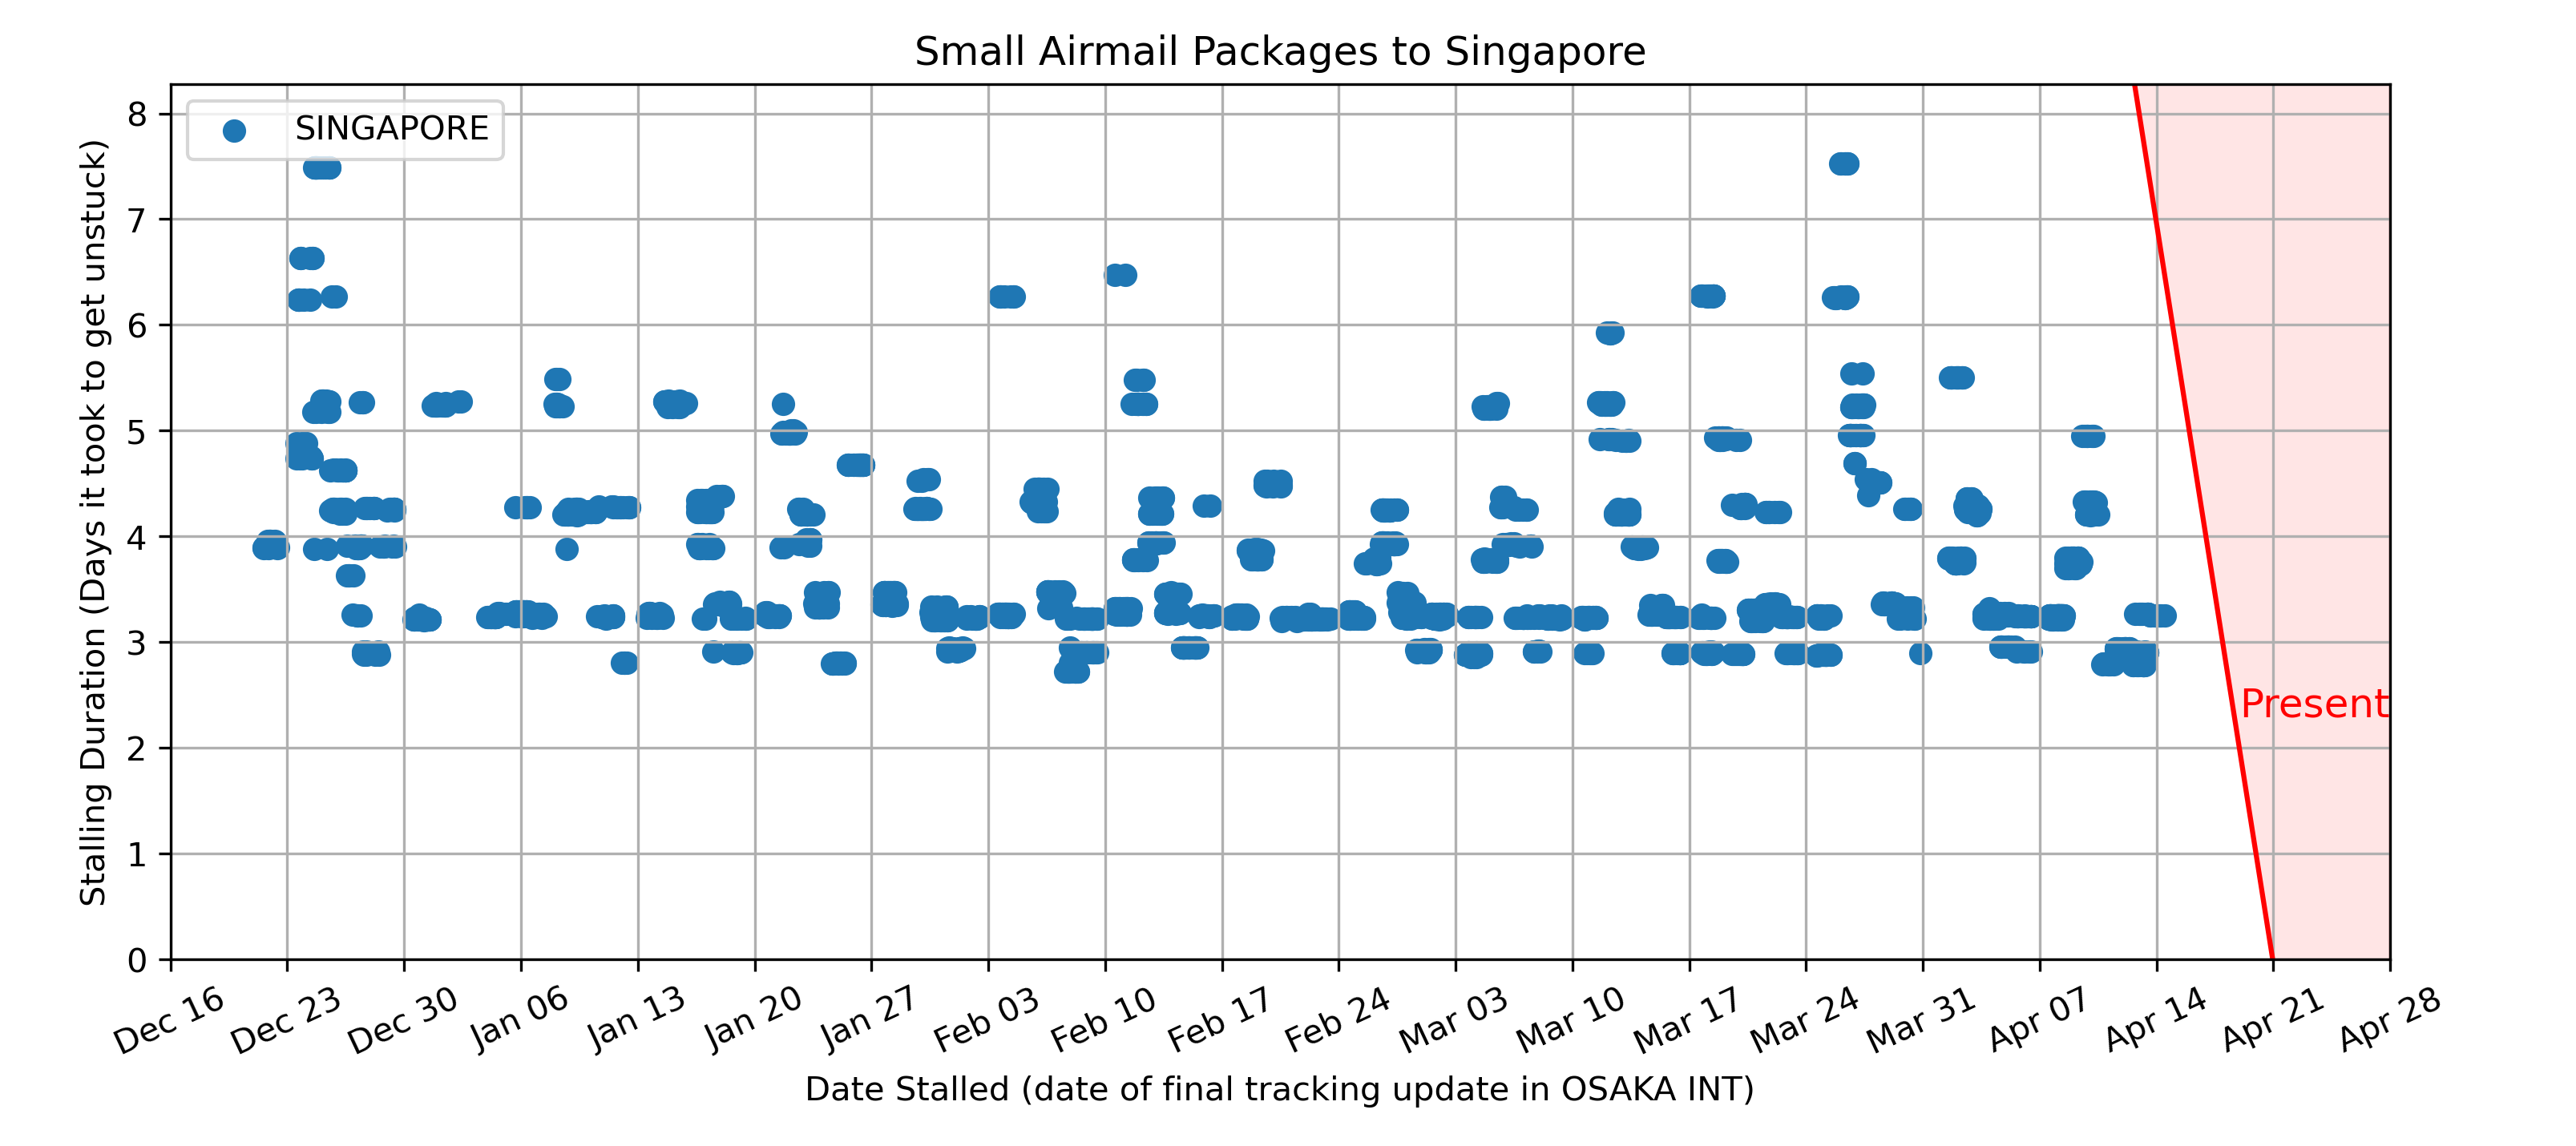 Small Airmail Packages to Singapore
SINGAPORE
Stalling Duration (Days it took to get unstuck)
8
7
6
5
4
3
2
1
0
Present
Dec 16
Dec 23
Dec 30
Jan 06
Jan 13
Jan 20
Jan 27
Feb 03
Feb 10
Feb 17
Feb 24
Mar 03
Mar 10
Mar 17
Mar 24
Mar 31
Apr 07
Apr 14
Apr 21
Apr 28
Date Stalled (date of final tracking update in OSAKA INT)